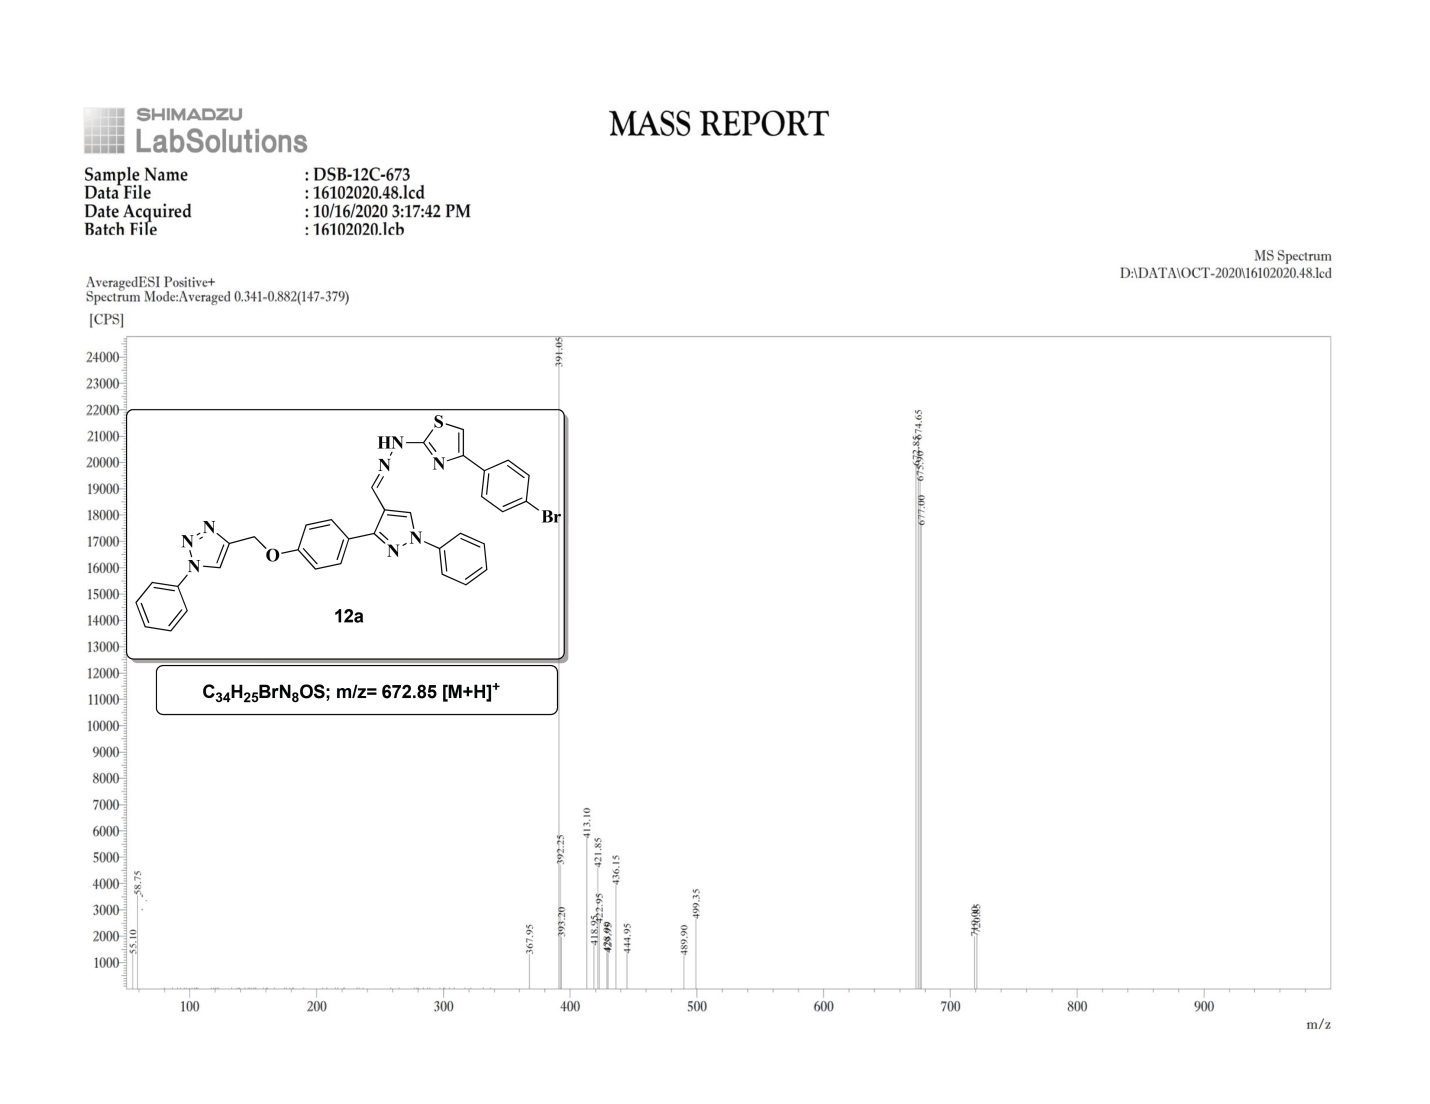 SHIMADZU
LabSolutions
MASS REPORT
Sample Name : DSB-12C-673
Data File : 16102020.48.lcd
Date Acquired : 10/16/2020 3:17:42 PM
Batch File : 16102020.lcb
MS Spectrum
D:\DATA\OCT-2020\16102020.48.lcd
AveragedESI Positive+
Spectrum Mode:Averaged 0.341-0.882(147-379)
[CPS]
391.05
24000
23000
22000
674.65
672.85
21000
20000
19000
18000
677.00
17000
16000
15000
14000
13000
12000
11000
10000
9000
8000
7000
6000
5000
4000
3000
2000
1000
S
HN
N
N
Br
N
N
N
O
N
N
N
12a
C34H25BrN8OS; m/z= 672.85 [M+H]+
55.10
58.75
367.95
392.25
393.20
413.10
418.95
421.85
422.95
436.15
444.95
489.90
499.35
100 200 300 400 500 600 700 800 900
m/z